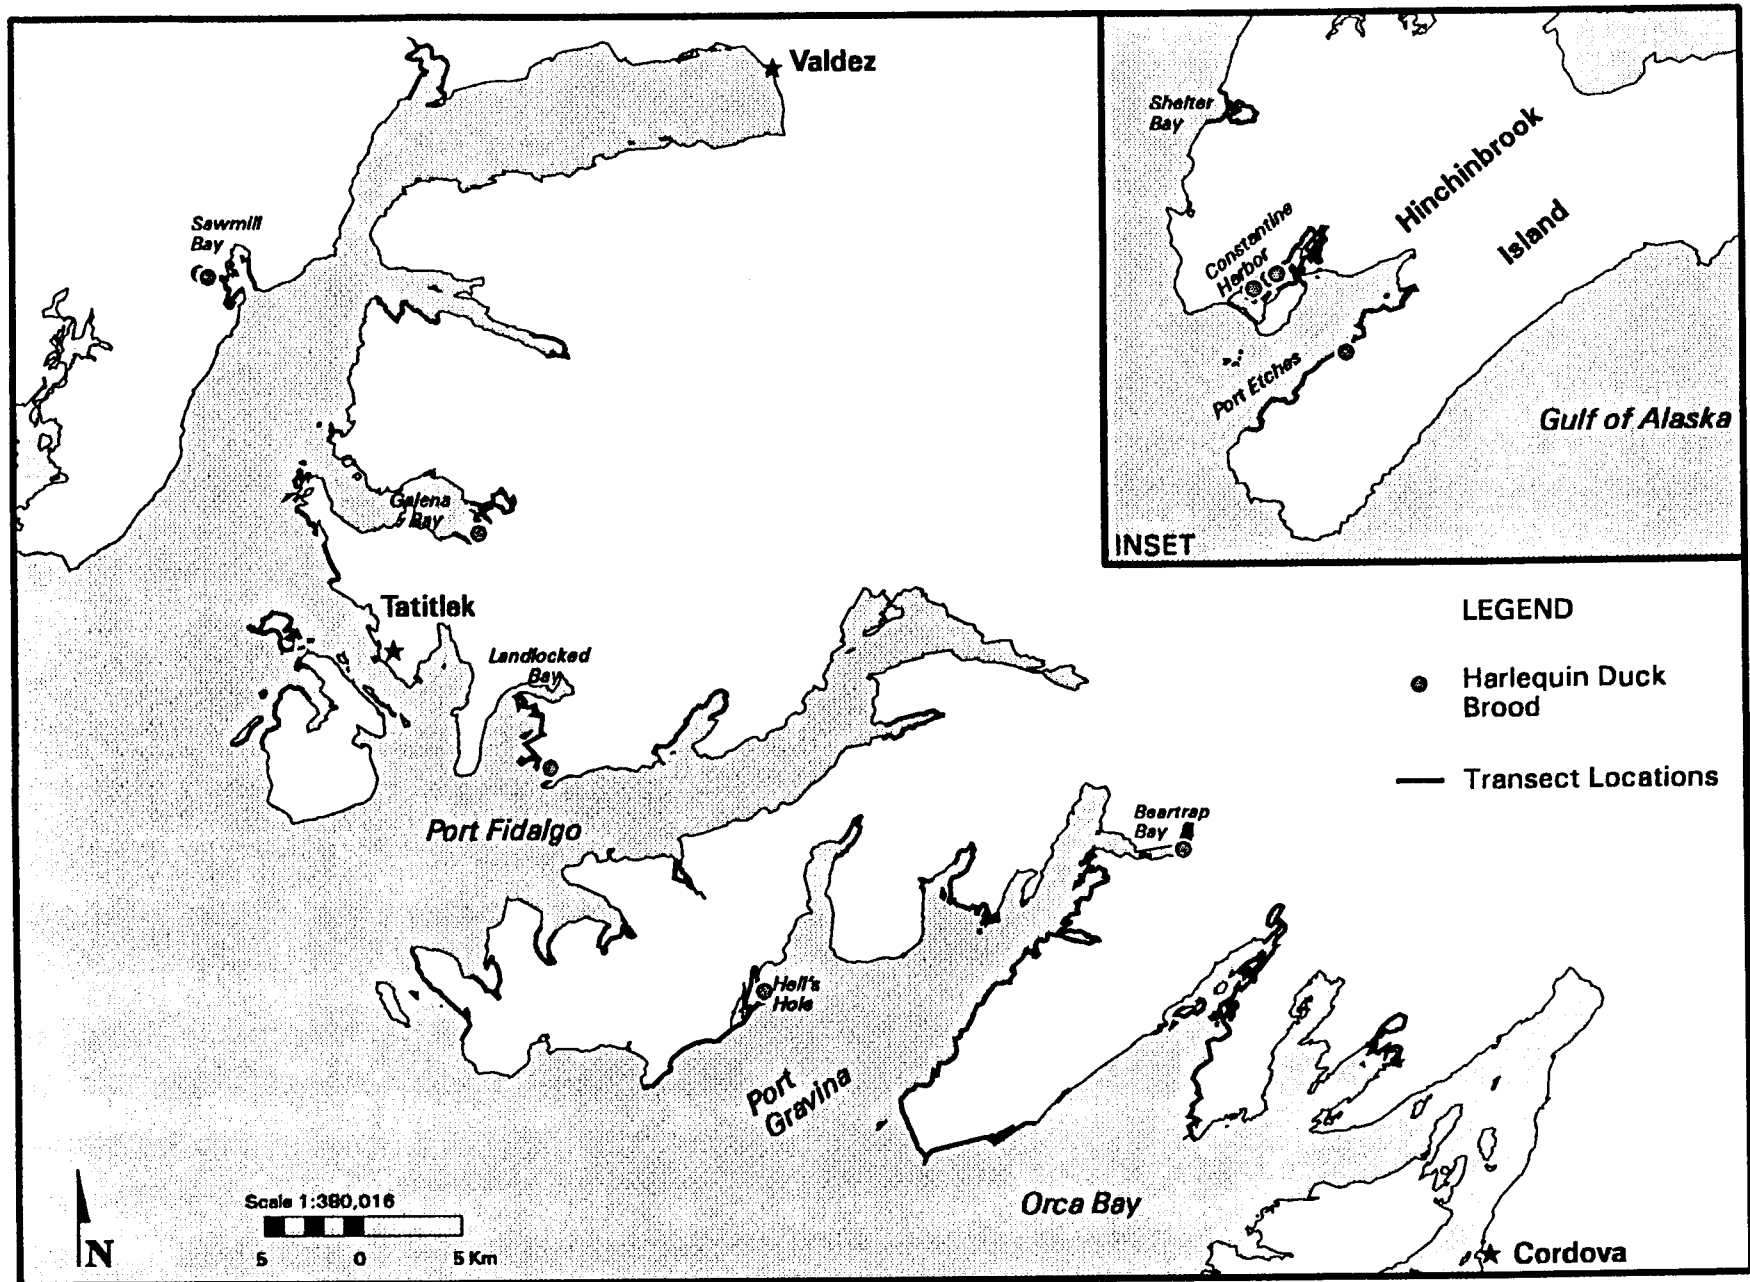 Valdez
Sawmill
Bay
Galena
Bay
Tatitlek
Landlocked
Bay
Port Fidalgo
Beartrap
Bay
Hell's
Hole
Port
Gravina
Orca Bay
Cordova
Scale 1:380,016
5 0 5 Km
N
Shelter
Bay
Hinchinbrook
Island
Constantine
Harbor
Port Etches
Gulf of Alaska
INSET
LEGEND
Harlequin Duck
Brood
Transect Locations